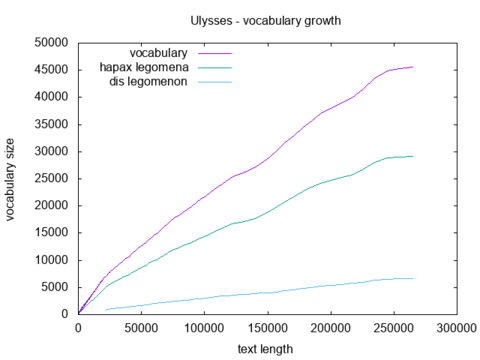 Ulysses - vocabulary growth
50000
45000
40000
35000
30000
25000
20000
15000
10000
5000
0
vocabulary size
vocabulary
hapax legomena
dis legomenon
0 50000 100000 150000 200000 250000 300000
text length